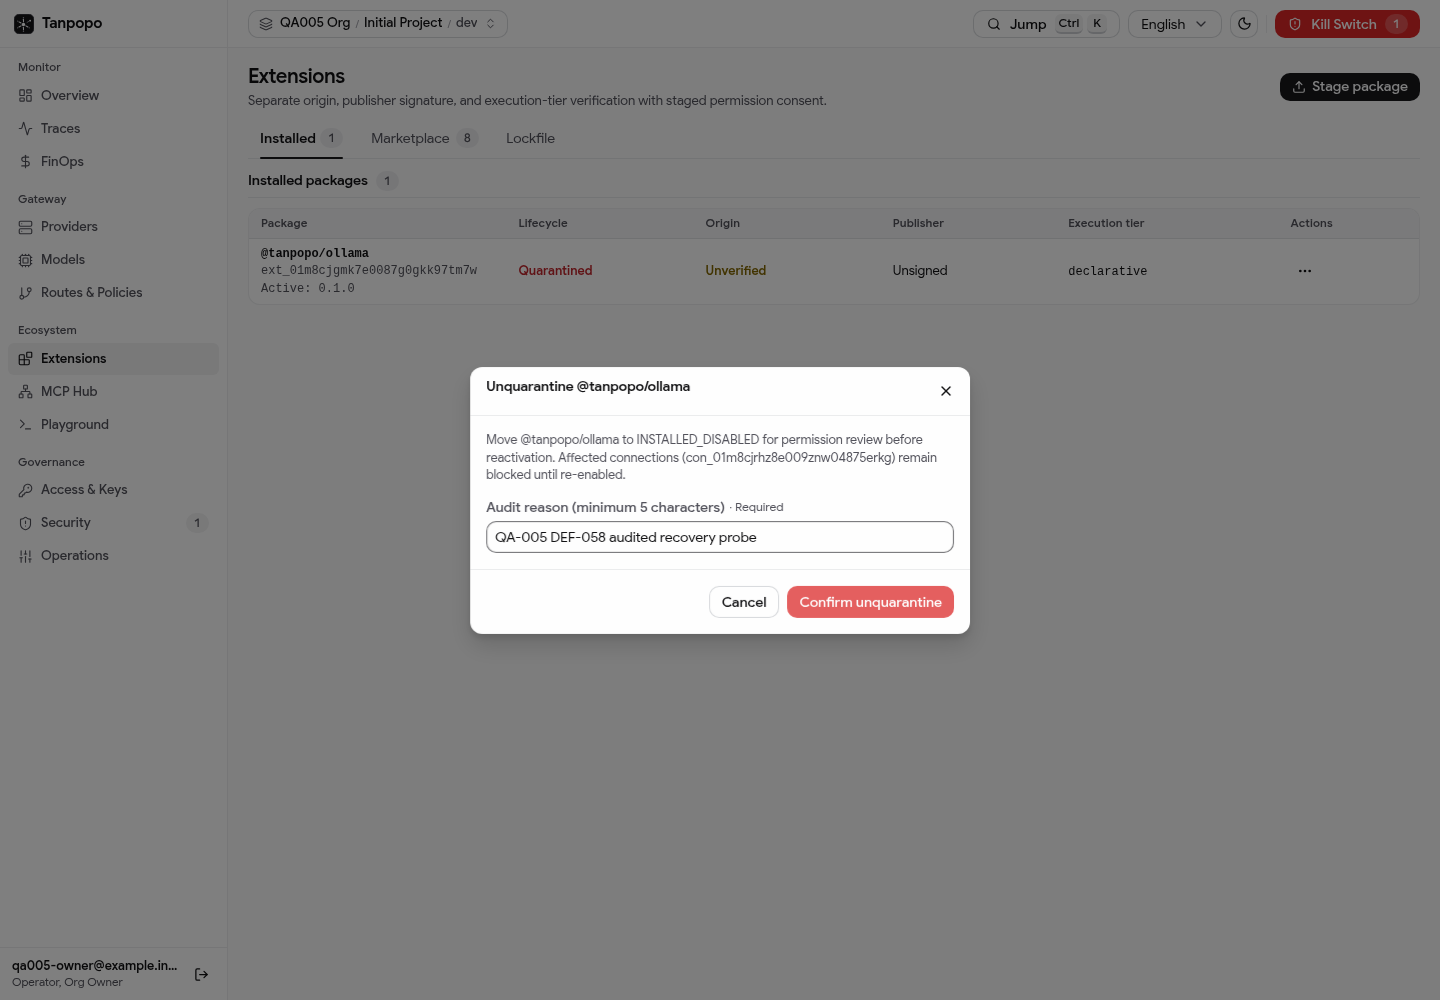 Tanpopo
QA005 Org / Initial Project / dev
Jump Ctrl K
English
Kill Switch 1
Monitor
Overview
Traces
FinOps
Gateway
Providers
Models
Routes & Policies
Ecosystem
Extensions
MCP Hub
Playground
Governance
Access & Keys
Security 1
Operations
qa005-owner@example.in...
Operator, Org Owner
Extensions
Separate origin, publisher signature, and execution-tier verification with staged permission consent.
Stage package
Installed 1 Marketplace 8 Lockfile
Installed packages 1
Package Lifecycle Origin Publisher Execution tier Actions
@tanpopo/ollama
ext_01m8cjgmk7e0087g0gkk97tm7w
Active: 0.1.0
Quarantined Unverified Unsigned declarative
Unquarantine @tanpopo/ollama
Move @tanpopo/ollama to INSTALLED_DISABLED for permission review before
reactivation. Affected connections (con_01m8cjrhz8e009znw04875erkg) remain
blocked until re-enabled.
Audit reason (minimum 5 characters) · Required
QA-005 DEF-058 audited recovery probe
Cancel
Confirm unquarantine